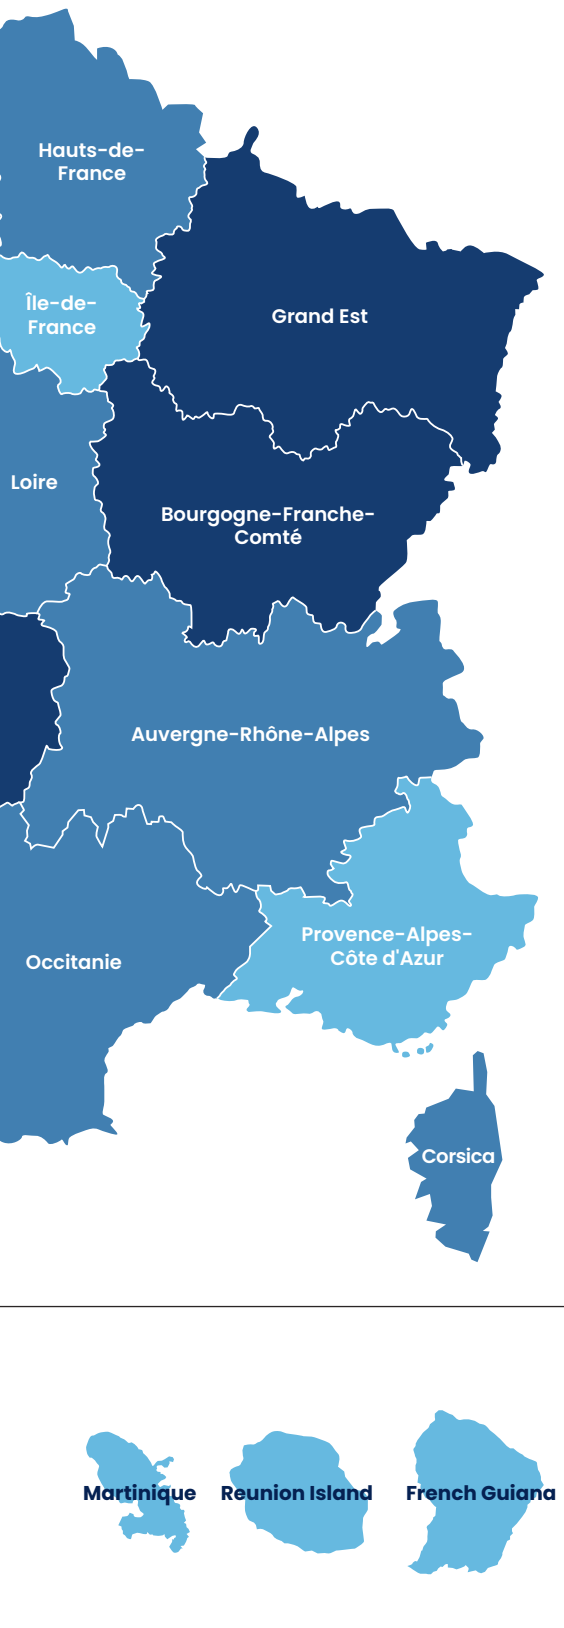 Hauts-de-
France
Île-de-
France
Grand Est
Loire
Bourgogne-Franche-
Comté
Auvergne-Rhône-Alpes
Provence-Alpes-
Côte d'Azur
Occitanie
Corsica
Martinique
Reunion Island
French Guiana